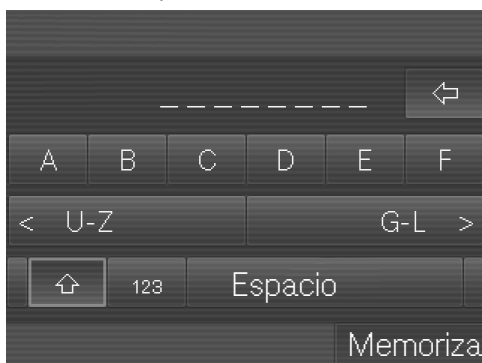 _ _ _ _ _ _ _ _
A B C D E F
< U-Z G-L >
123 Espacio
Memoriza